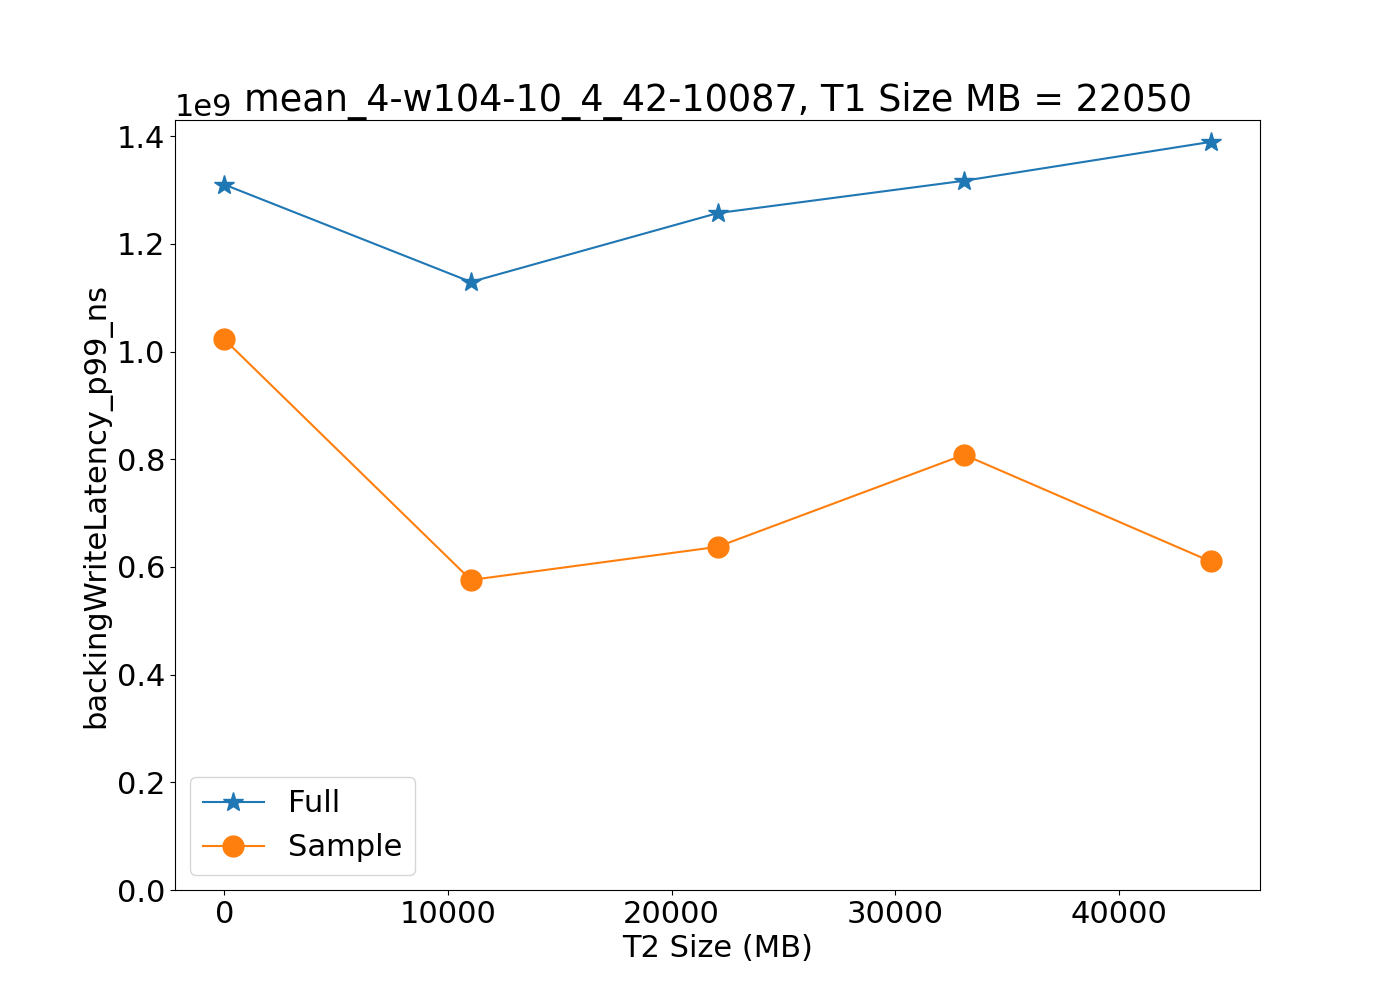 1e9
mean_4-w104-10_4_42-10087, T1 Size MB = 22050
backingWriteLatency_p99_ns
1.4
1.2
1.0
0.8
0.6
0.4
0.2
0.0
Full
Sample
0 10000 20000 30000 40000
T2 Size (MB)